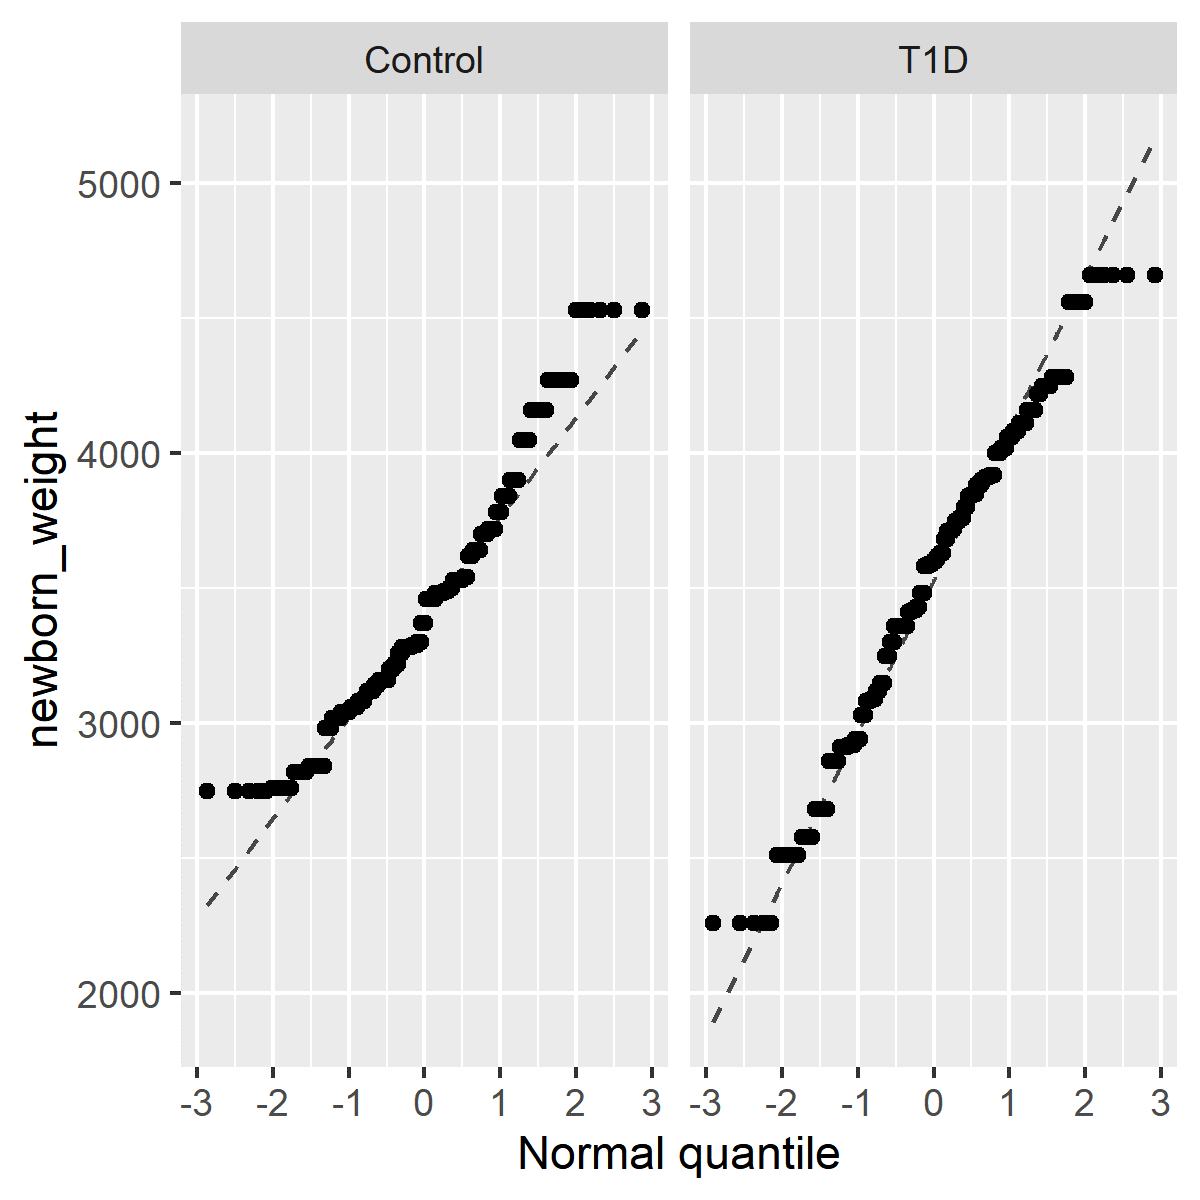 Control T1D
5000
4000
3000
2000
newborn_weight
-3 -2 -1 0 1 2 3 -3 -2 -1 0 1 2 3
Normal quantile